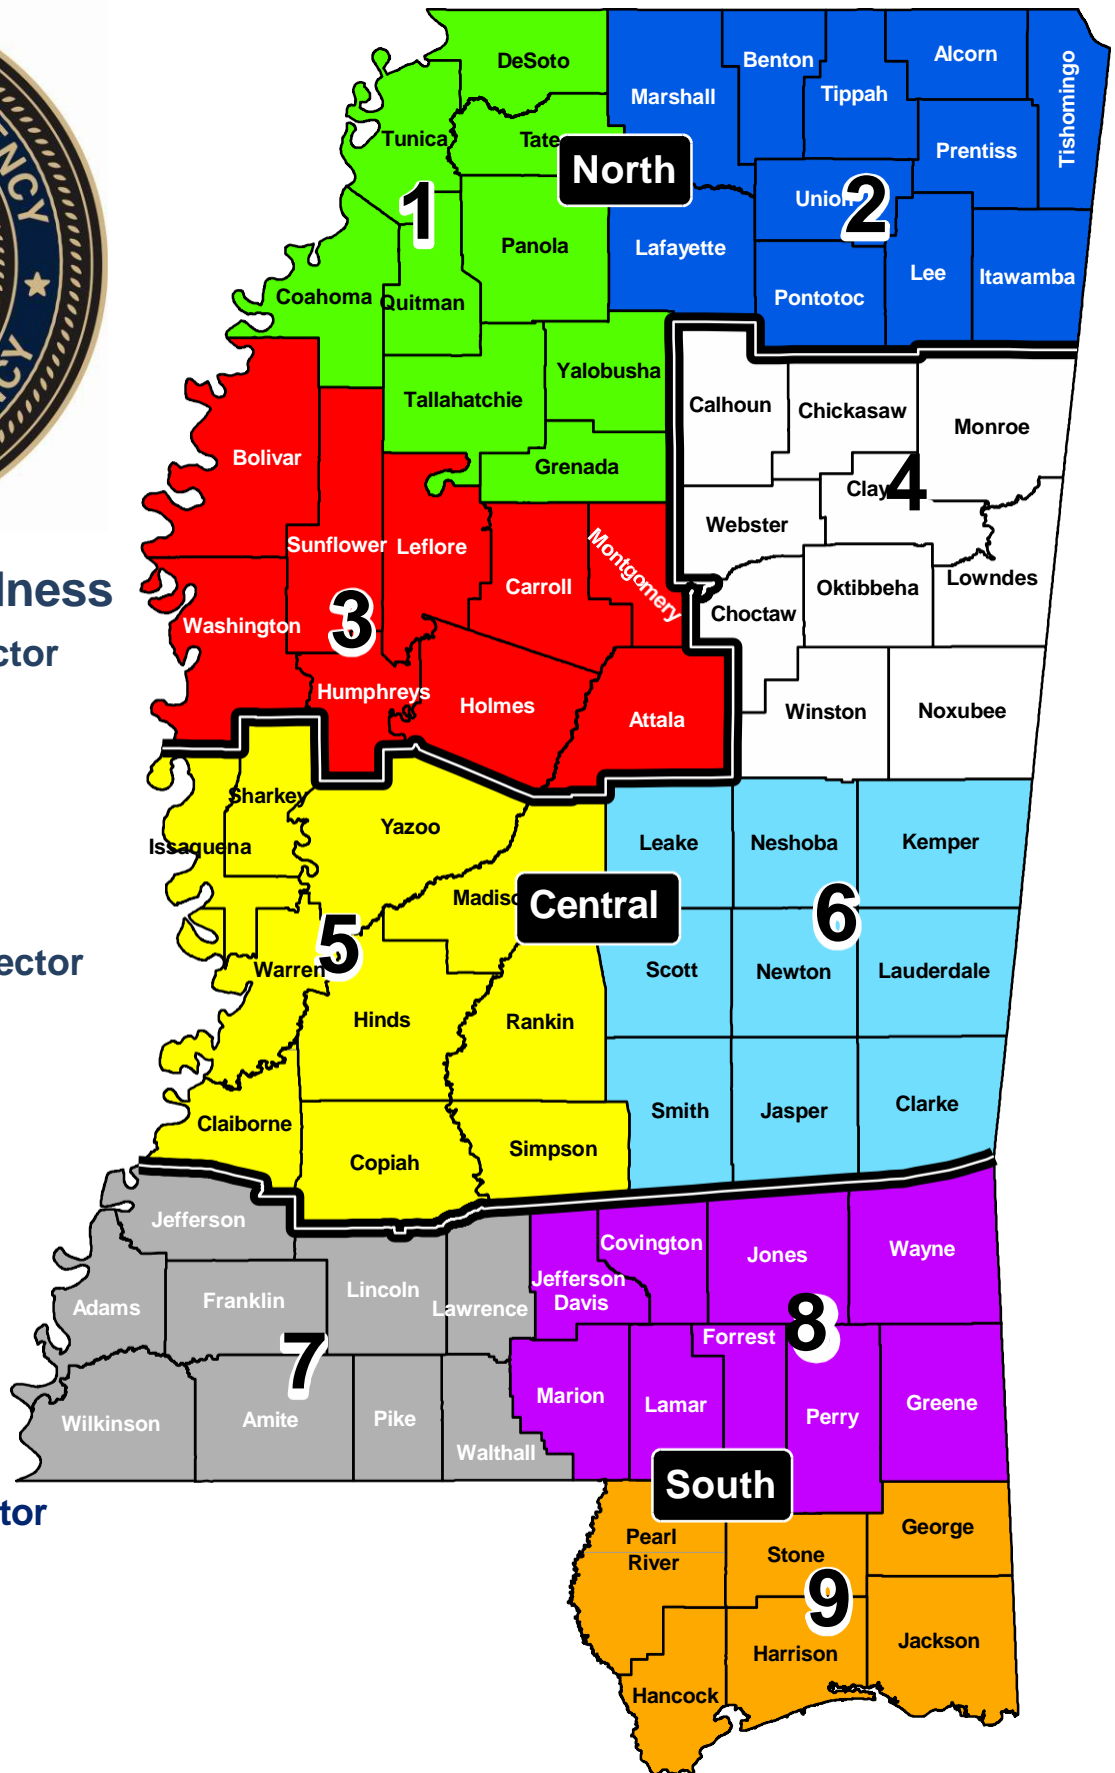 DeSoto
Benton
Alcorn
Tishomingo
Marshall
Tippah
Tunica
Tate
North
Prentiss
Union
1
2
Panola
Lafayette
Lee
Itawamba
Coahoma
Quitman
Pontotoc
Yalobusha
Tallahatchie
Calhoun
Chickasaw
Monroe
Bolivar
Grenada
Clay
4
Webster
Sunflower
Leflore
Montgomery
Carroll
Oktibbeha
Lowndes
Choctaw
Washington
3
Humphreys
Holmes
Attala
Winston
Noxubee
Sharkey
Yazoo
Issaquena
Leake
Neshoba
Kemper
Central
6
5
Warren
Scott
Newton
Lauderdale
Hinds
Rankin
Claiborne
Smith
Jasper
Clarke
Copiah
Simpson
Jefferson
Covington
Jones
Wayne
Adams
Franklin
Lincoln
Lawrence
Jefferson
Davis
8
Forrest
7
Wilkinson
Amite
Pike
Walthall
Marion
Lamar
Perry
Greene
South
Pearl
River
Stone
George
9
Harrison
Jackson
Hancock